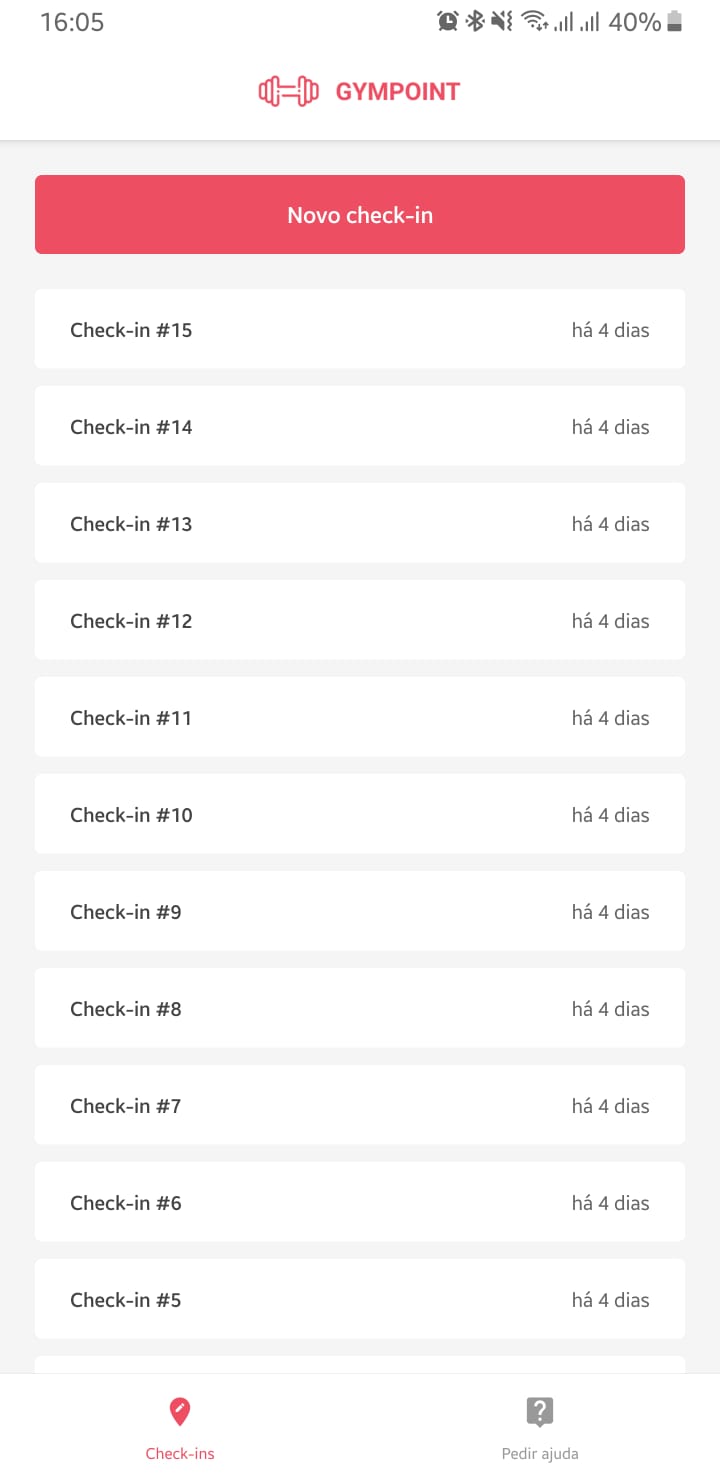 16:05 40%
GYMPOINT
Novo check-in
Check-in #15 há 4 dias
Check-in #14 há 4 dias
Check-in #13 há 4 dias
Check-in #12 há 4 dias
Check-in #11 há 4 dias
Check-in #10 há 4 dias
Check-in #9 há 4 dias
Check-in #8 há 4 dias
Check-in #7 há 4 dias
Check-in #6 há 4 dias
Check-in #5 há 4 dias
Check-ins Pedir ajuda